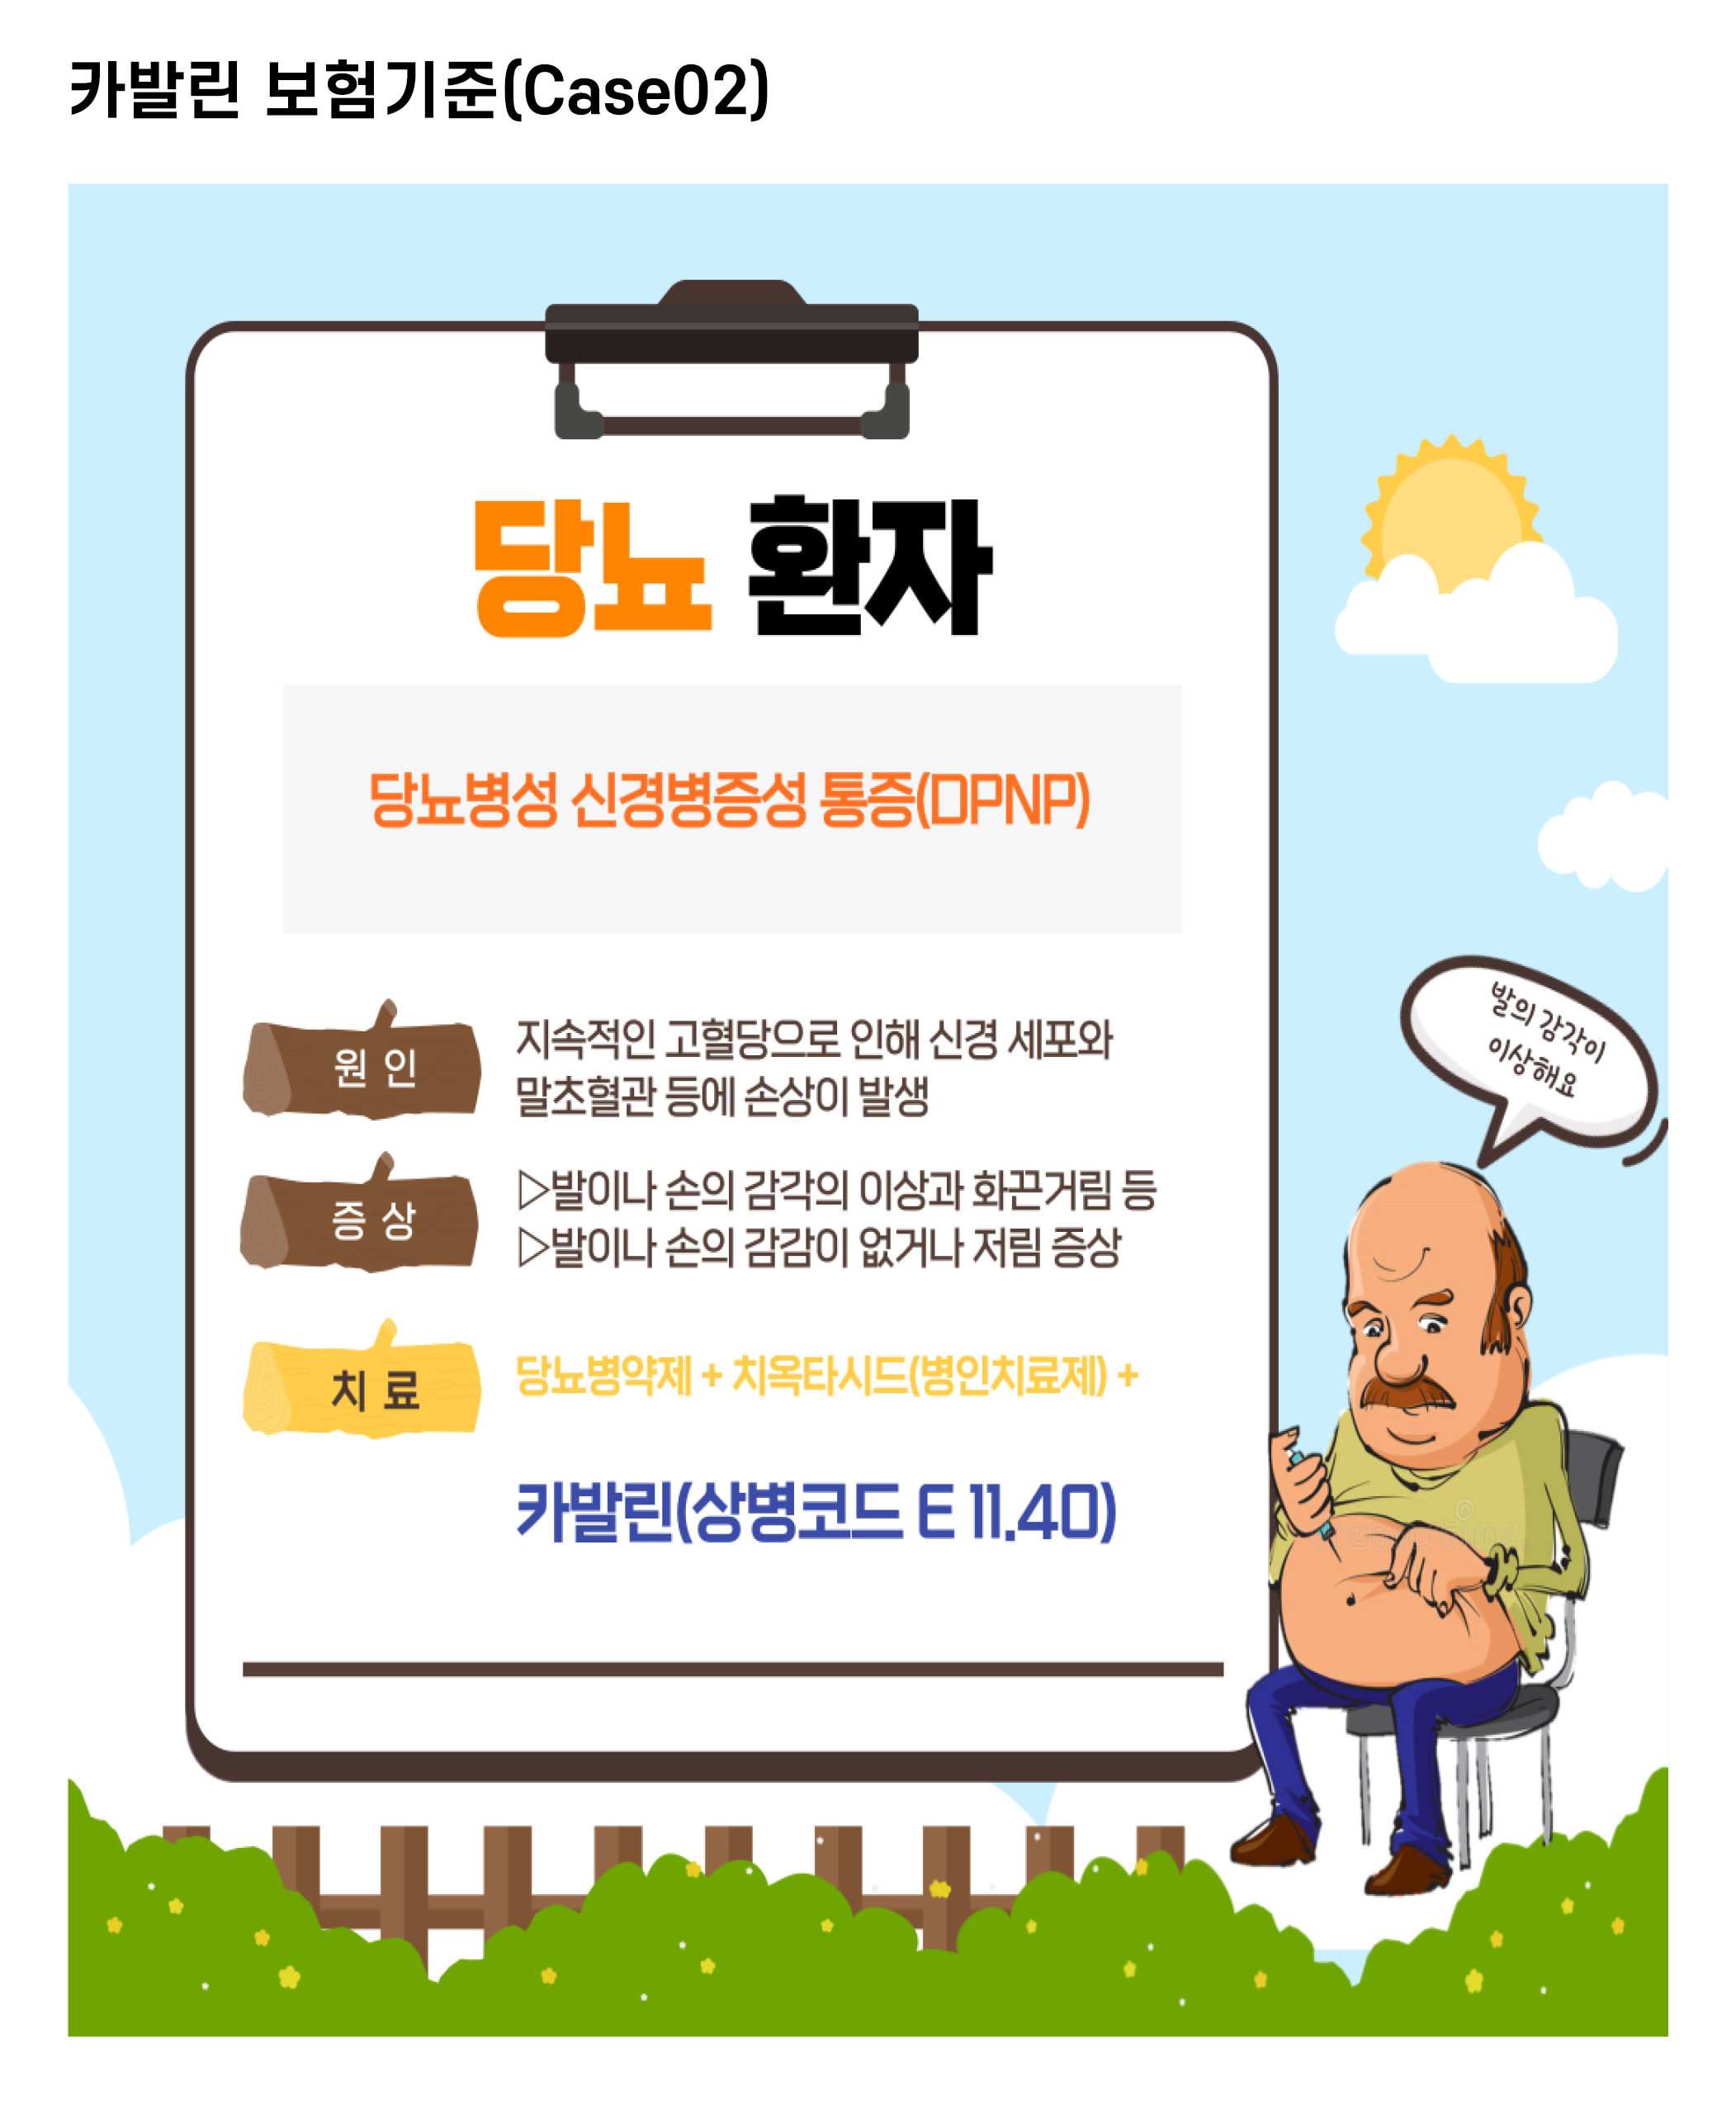 카발린 보험기준(Case02)
당뇨 환자
당뇨병성 신경병증성 통증(DPNP)
원 인
지속적인 고혈당으로 인해 신경 세포와
말초혈관 등에 손상이 발생
증 상
▷발이나 손의 감각의 이상과 화끈거림 등
▷발이나 손의 감감이 없거나 저림 증상
치 료
당뇨병약제 + 치옥타시드(병인치료제) +
카발린(상병코드 E 11.40)
발의 감각이
이상해요